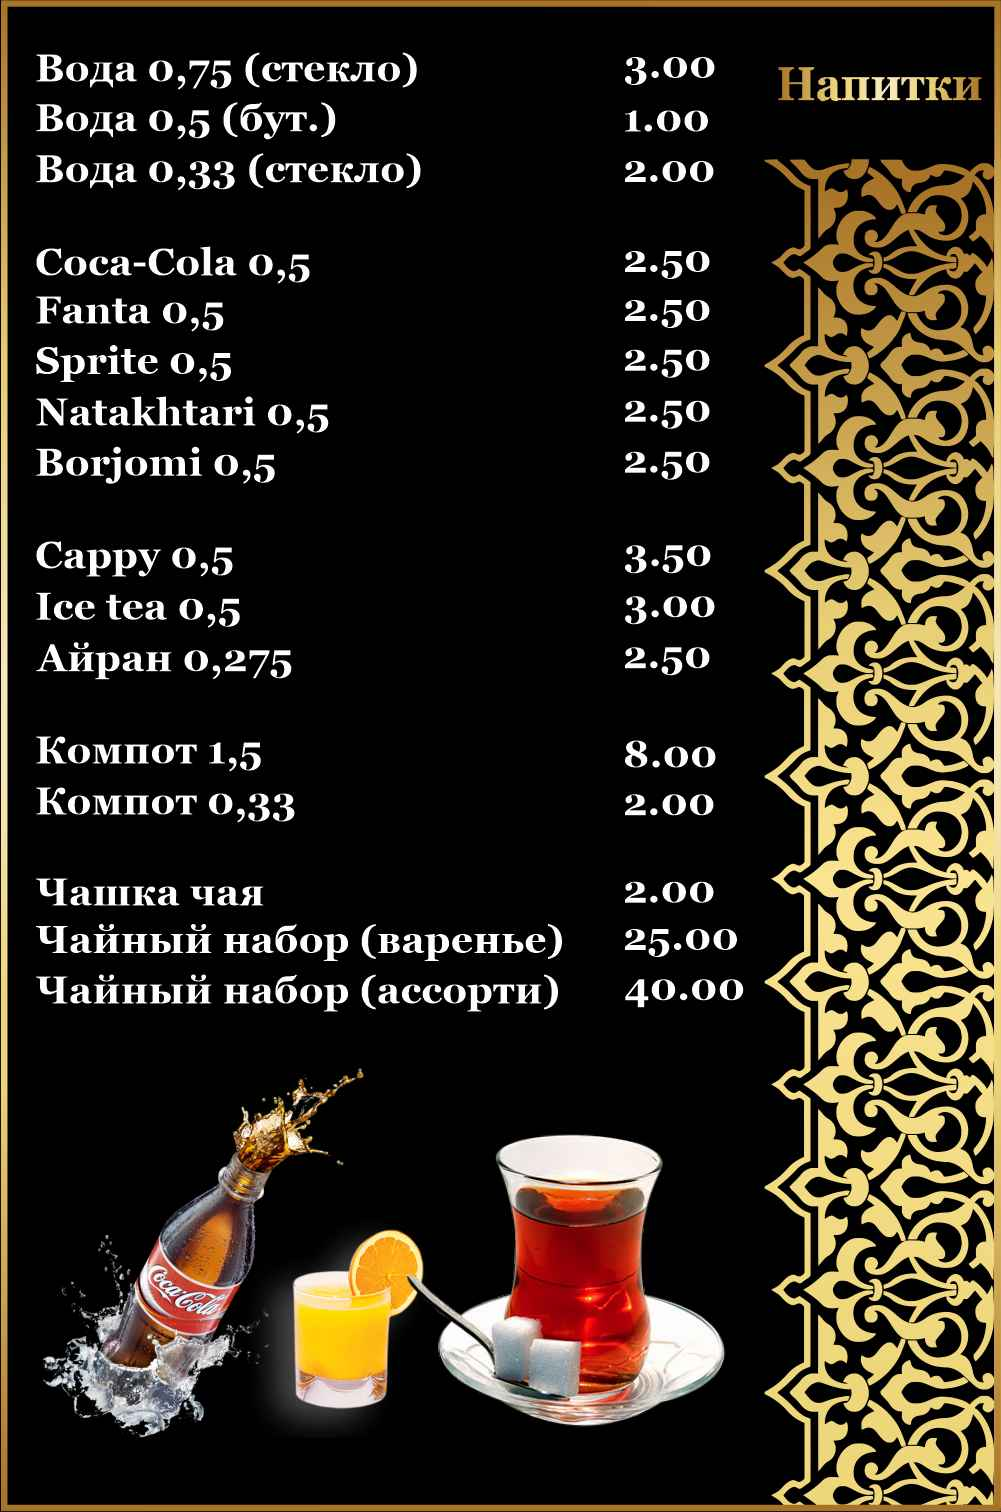 Напитки
Вода 0,75 (стекло) 3.00
Вода 0,5 (бут.) 1.00
Вода 0,33 (стекло) 2.00
Coca-Cola 0,5 2.50
Fanta 0,5 2.50
Sprite 0,5 2.50
Natakhtari 0,5 2.50
Borjomi 0,5 2.50
Cappy 0,5 3.50
Ice tea 0,5 3.00
Айран 0,275 2.50
Компот 1,5 8.00
Компот 0,33 2.00
Чашка чая 2.00
Чайный набор (варенье) 25.00
Чайный набор (ассорти) 40.00
Coca-Cola